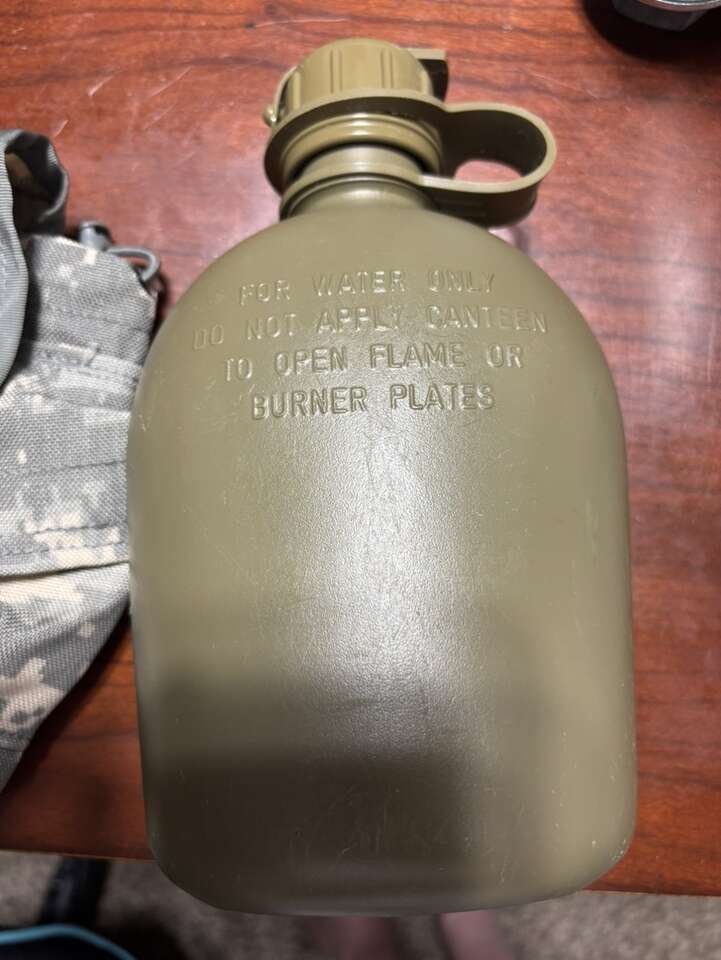 FOR WATER ONLY
DO NOT APPLY CANTEEN
TO OPEN FLAME OR
BURNER PLATES